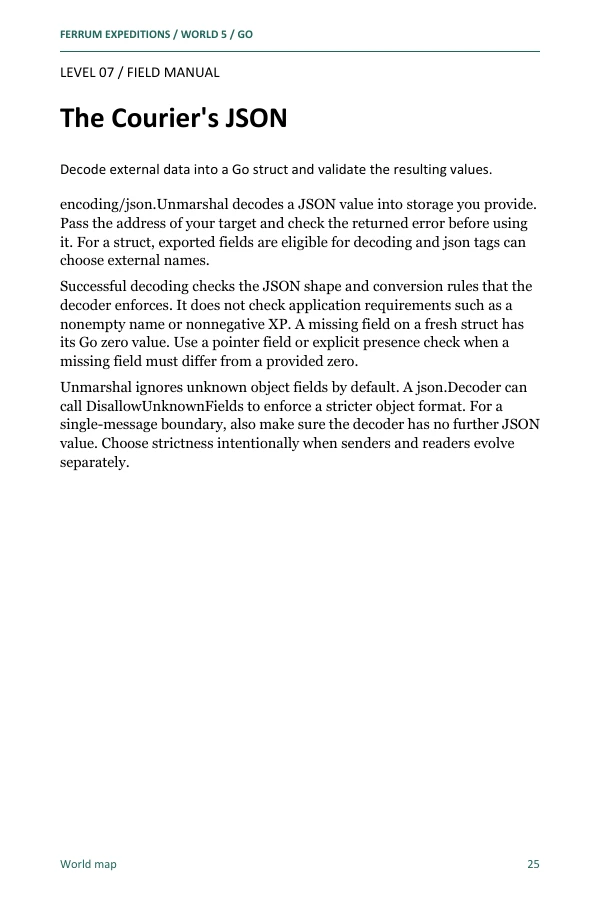 FERRUM EXPEDITIONS / WORLD 5 / GO
LEVEL 07 / FIELD MANUAL
The Courier's JSON
Decode external data into a Go struct and validate the resulting values.
encoding/json.Unmarshal decodes a JSON value into storage you provide.
Pass the address of your target and check the returned error before using
it. For a struct, exported fields are eligible for decoding and json tags can
choose external names.
Successful decoding checks the JSON shape and conversion rules that the
decoder enforces. It does not check application requirements such as a
nonempty name or nonnegative XP. A missing field on a fresh struct has
its Go zero value. Use a pointer field or explicit presence check when a
missing field must differ from a provided zero.
Unmarshal ignores unknown object fields by default. A json.Decoder can
call DisallowUnknownFields to enforce a stricter object format. For a
single-message boundary, also make sure the decoder has no further JSON
value. Choose strictness intentionally when senders and readers evolve
separately.
World map
25